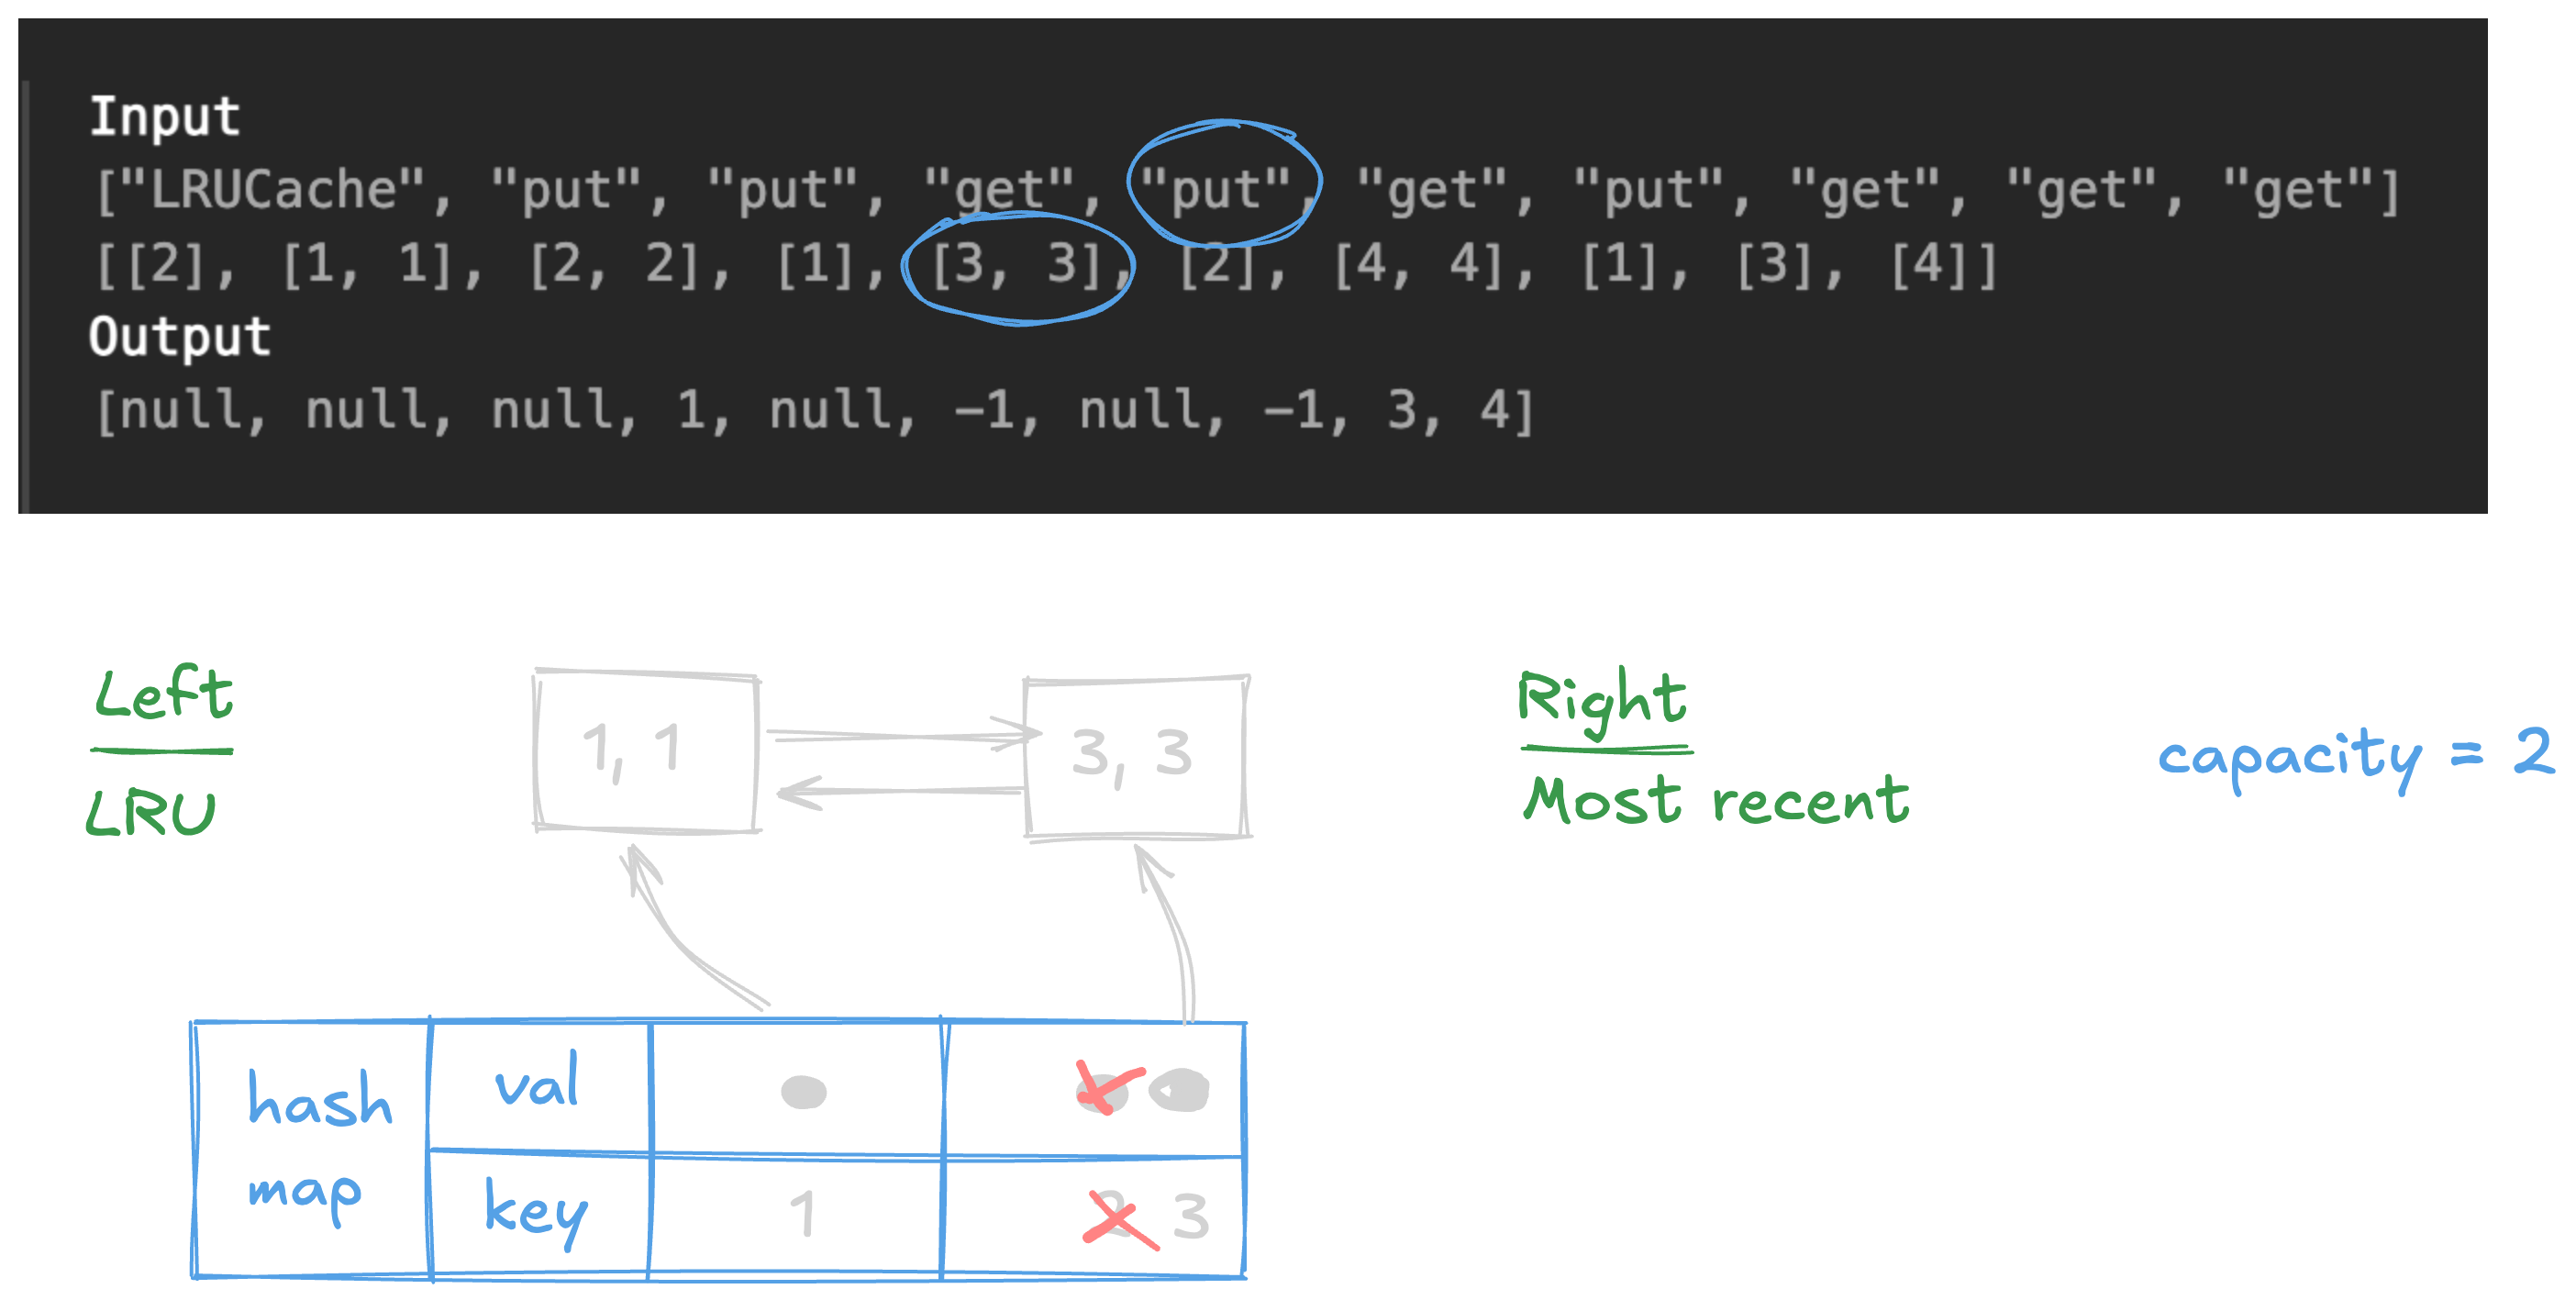 Input
["LRUCache", "put", "put", "get", "put", "get", "put", "get", "get", "get"]
[[2], [1, 1], [2, 2], [1], [3, 3], [2], [4, 4], [1], [3], [4]]
Output
[null, null, null, 1, null, -1, null, -1, 3, 4]
Left
LRU
1, 1
3, 3
Right
Most recent
capacity = 2
hash
map
val
key
1
2 3